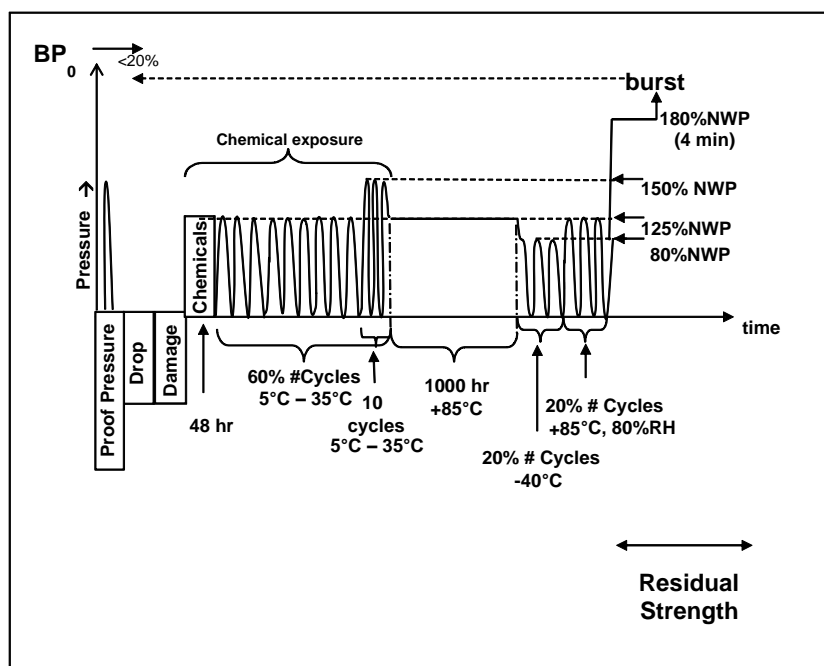 BP0
<20%
burst
180%NWP
(4 min)
Chemical exposure
150% NWP
125%NWP
80%NWP
Pressure →
Chemicals
time
Proof Pressure
Drop
Damage
48 hr
60% #Cycles
5°C – 35°C
10
cycles
5°C – 35°C
1000 hr
+85°C
20% # Cycles
-40°C
20% # Cycles
+85°C, 80%RH
Residual
Strength